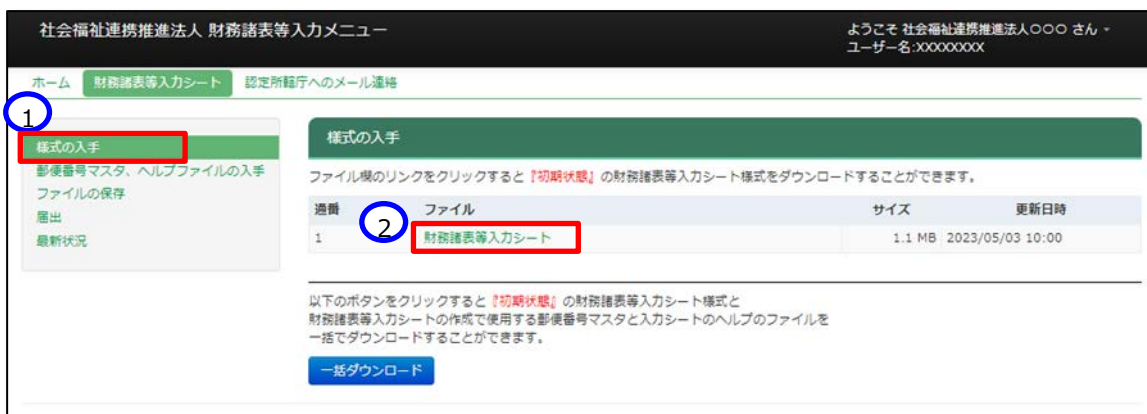 社会福祉連携推進法人 財務諸表等入力メニュー
ようこそ 社会福祉連携推進法人〇〇〇 さん
ユーザー名:XXXXXXXX
ホーム 財務諸表等入力シート 認定所轄庁へのメール連絡
1
様式の入手
郵便番号マスタ、ヘルプファイルの入手
ファイルの保存
届出
最新状況
様式の入手
ファイル欄のリンクをクリックすると『初期状態』の財務諸表等入力シート様式をダウンロードすることができます。
通番 ファイル サイズ 更新日時
2
1 財務諸表等入力シート 1.1 MB 2023/05/03 10:00
以下のボタンをクリックすると『初期状態』の財務諸表等入力シート様式と
財務諸表等入力シートの作成で使用する郵便番号マスタと入力シートのヘルプのファイルを
一括でダウンロードすることができます。
一括ダウンロード